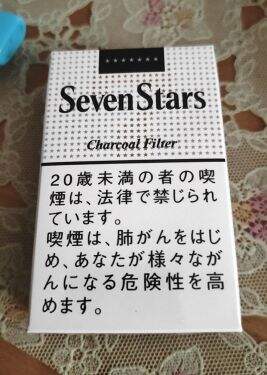 *******
SevenStars
Charcoal Filter
20歳未満の者の喫
煙は、法律で禁じられ
ています。
喫煙は、肺がんをはじ
め、あなたが様々なが
んになる危険性を高
めます。